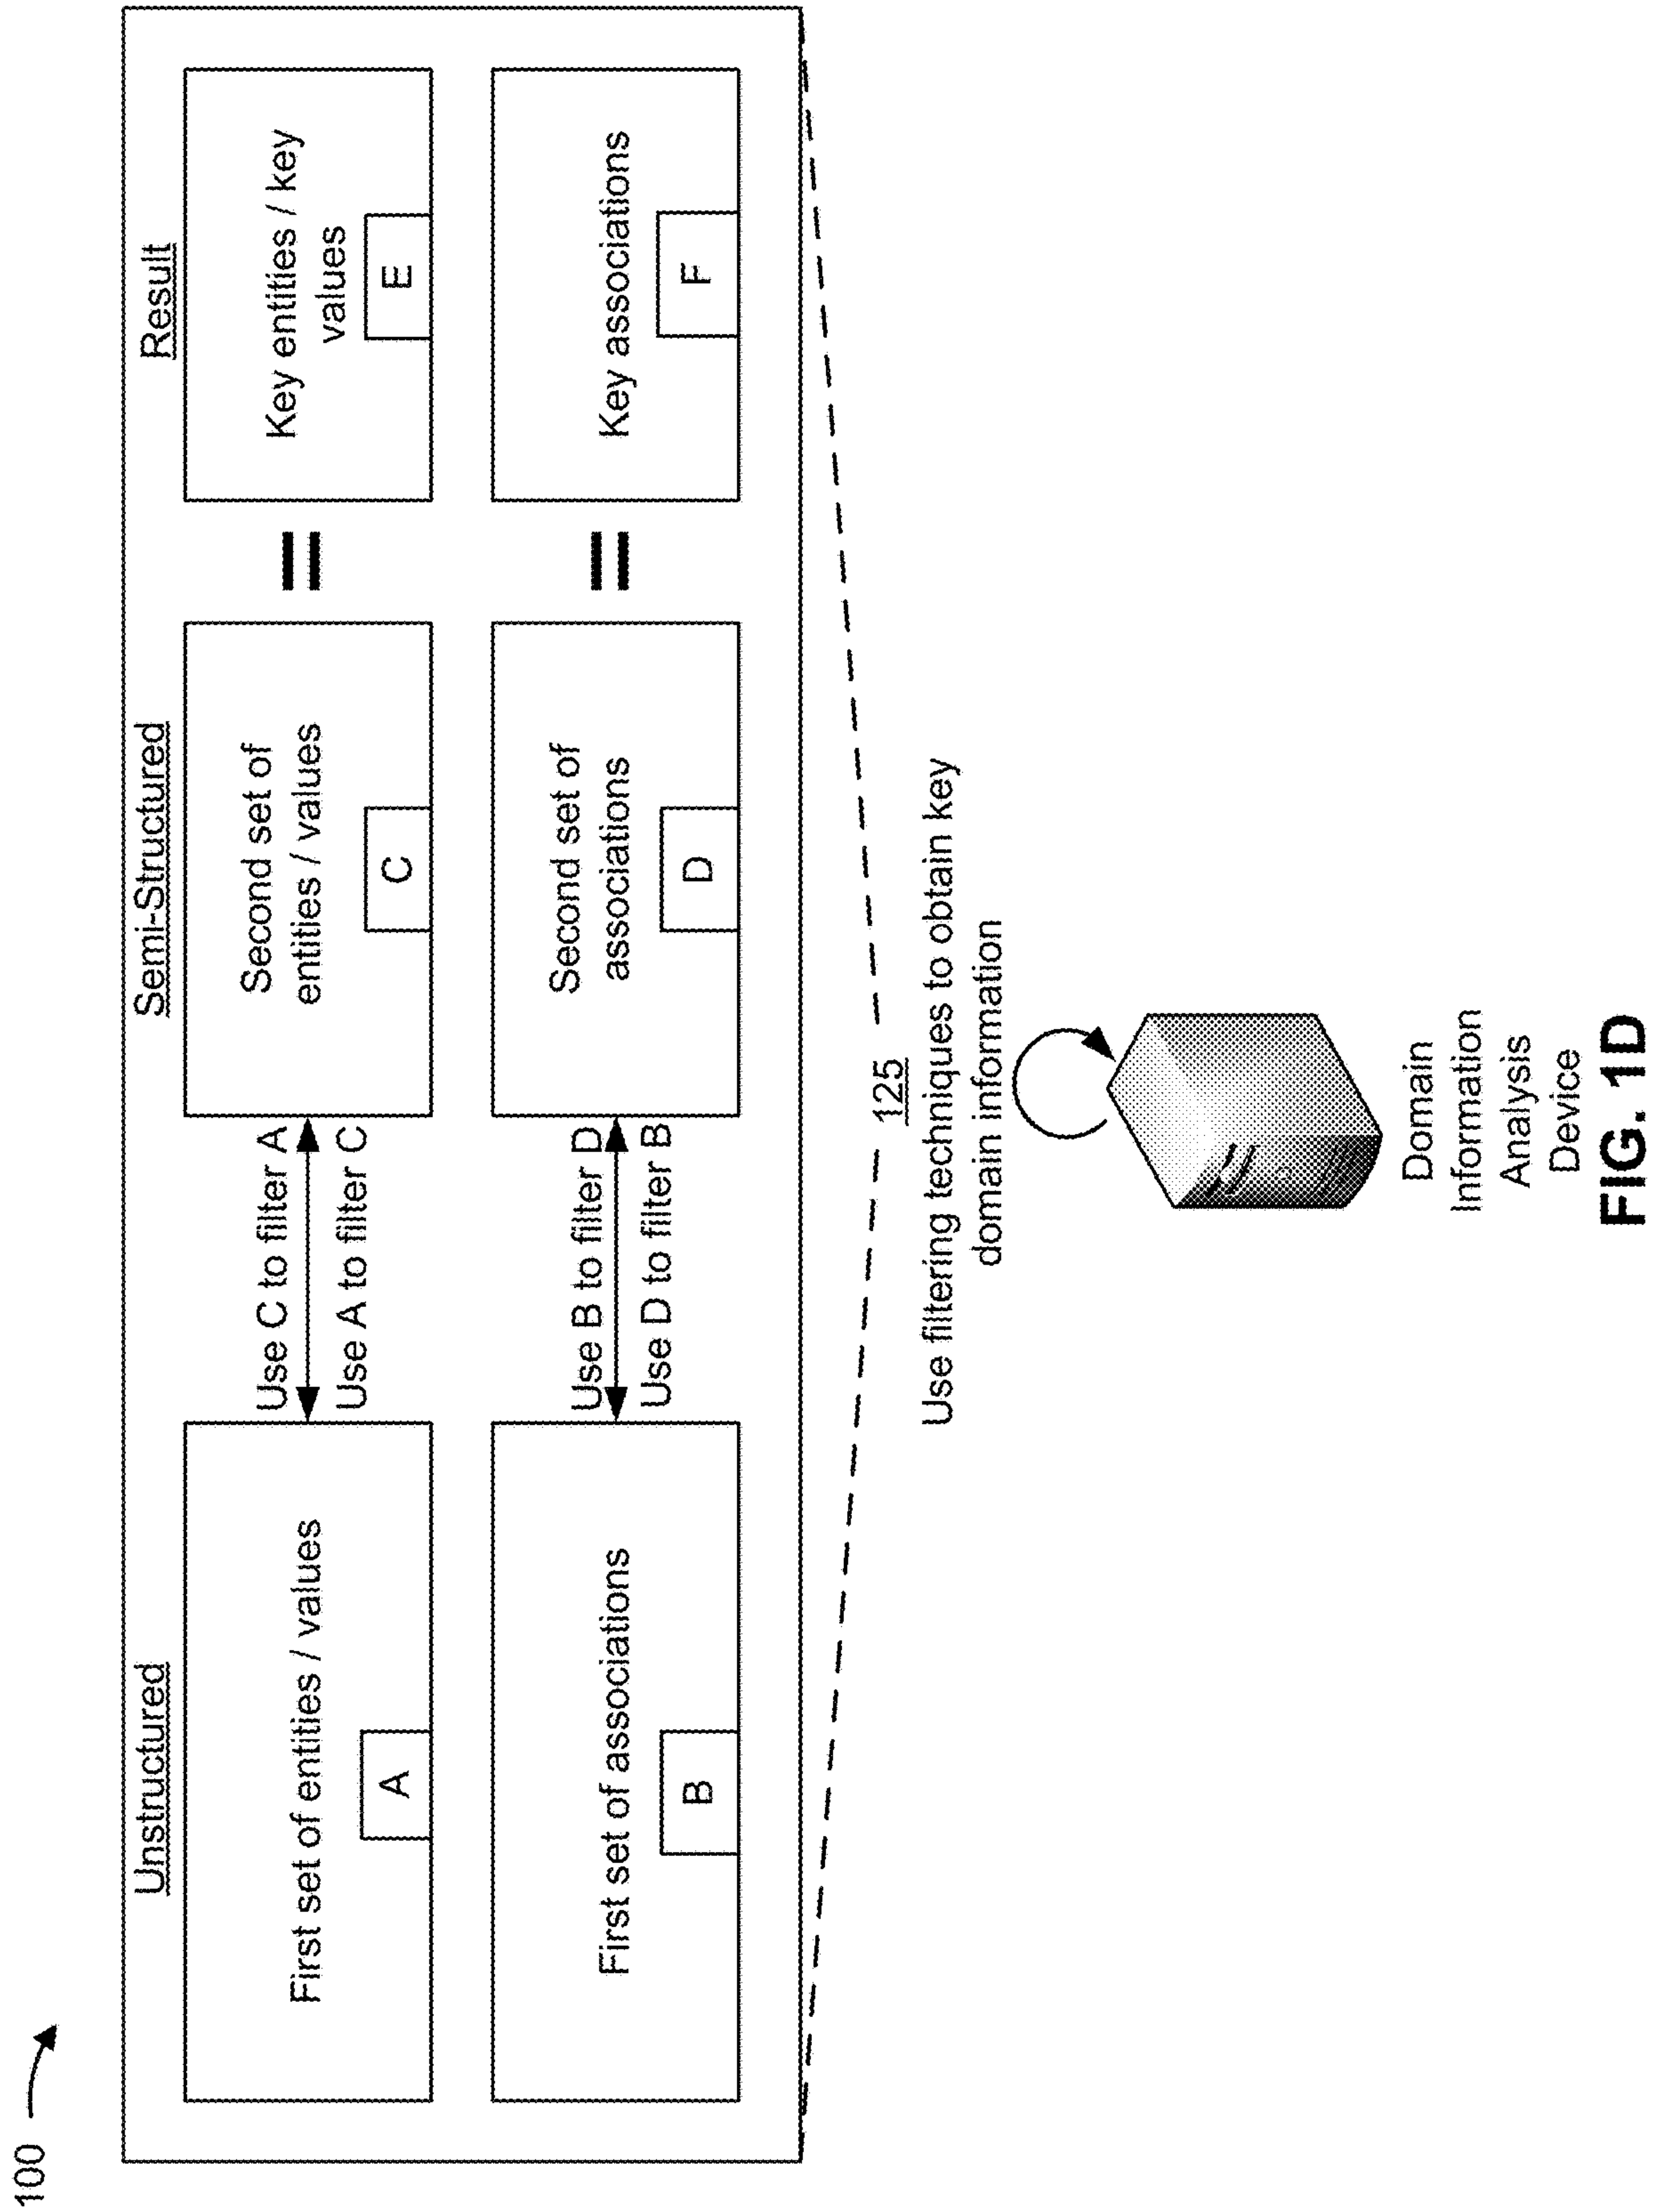 100
Unstructured
Semi-Structured
Result
First set of entities / values
A
Use C to filter A
Use A to filter C
Second set of
entities / values
C
=
Key entities / key
values
E
First set of associations
B
Use B to filter D
Use D to filter B
Second set of
associations
D
=
Key associations
F
125
Use filtering techniques to obtain key
domain information
Domain
Information
Analysis
Device
FIG. 1D